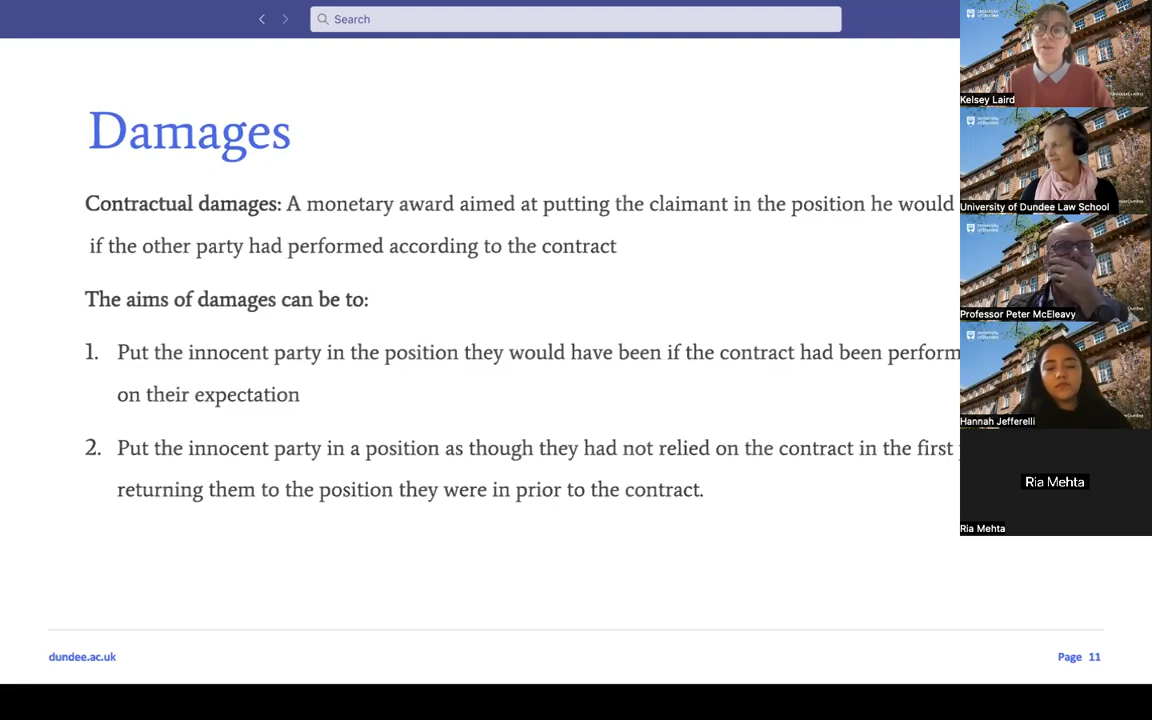 Search
Damages
Contractual damages: A monetary award aimed at putting the claimant in the position he would
if the other party had performed according to the contract
The aims of damages can be to:
1. Put the innocent party in the position they would have been if the contract had been perform
on their expectation
2. Put the innocent party in a position as though they had not relied on the contract in the first
returning them to the position they were in prior to the contract.
dundee.ac.uk
Page 11
Kelsey Laird
University of Dundee Law School
Professor Peter McEleavy
Hannah Jefferelli
Ria Mehta
Ria Mehta